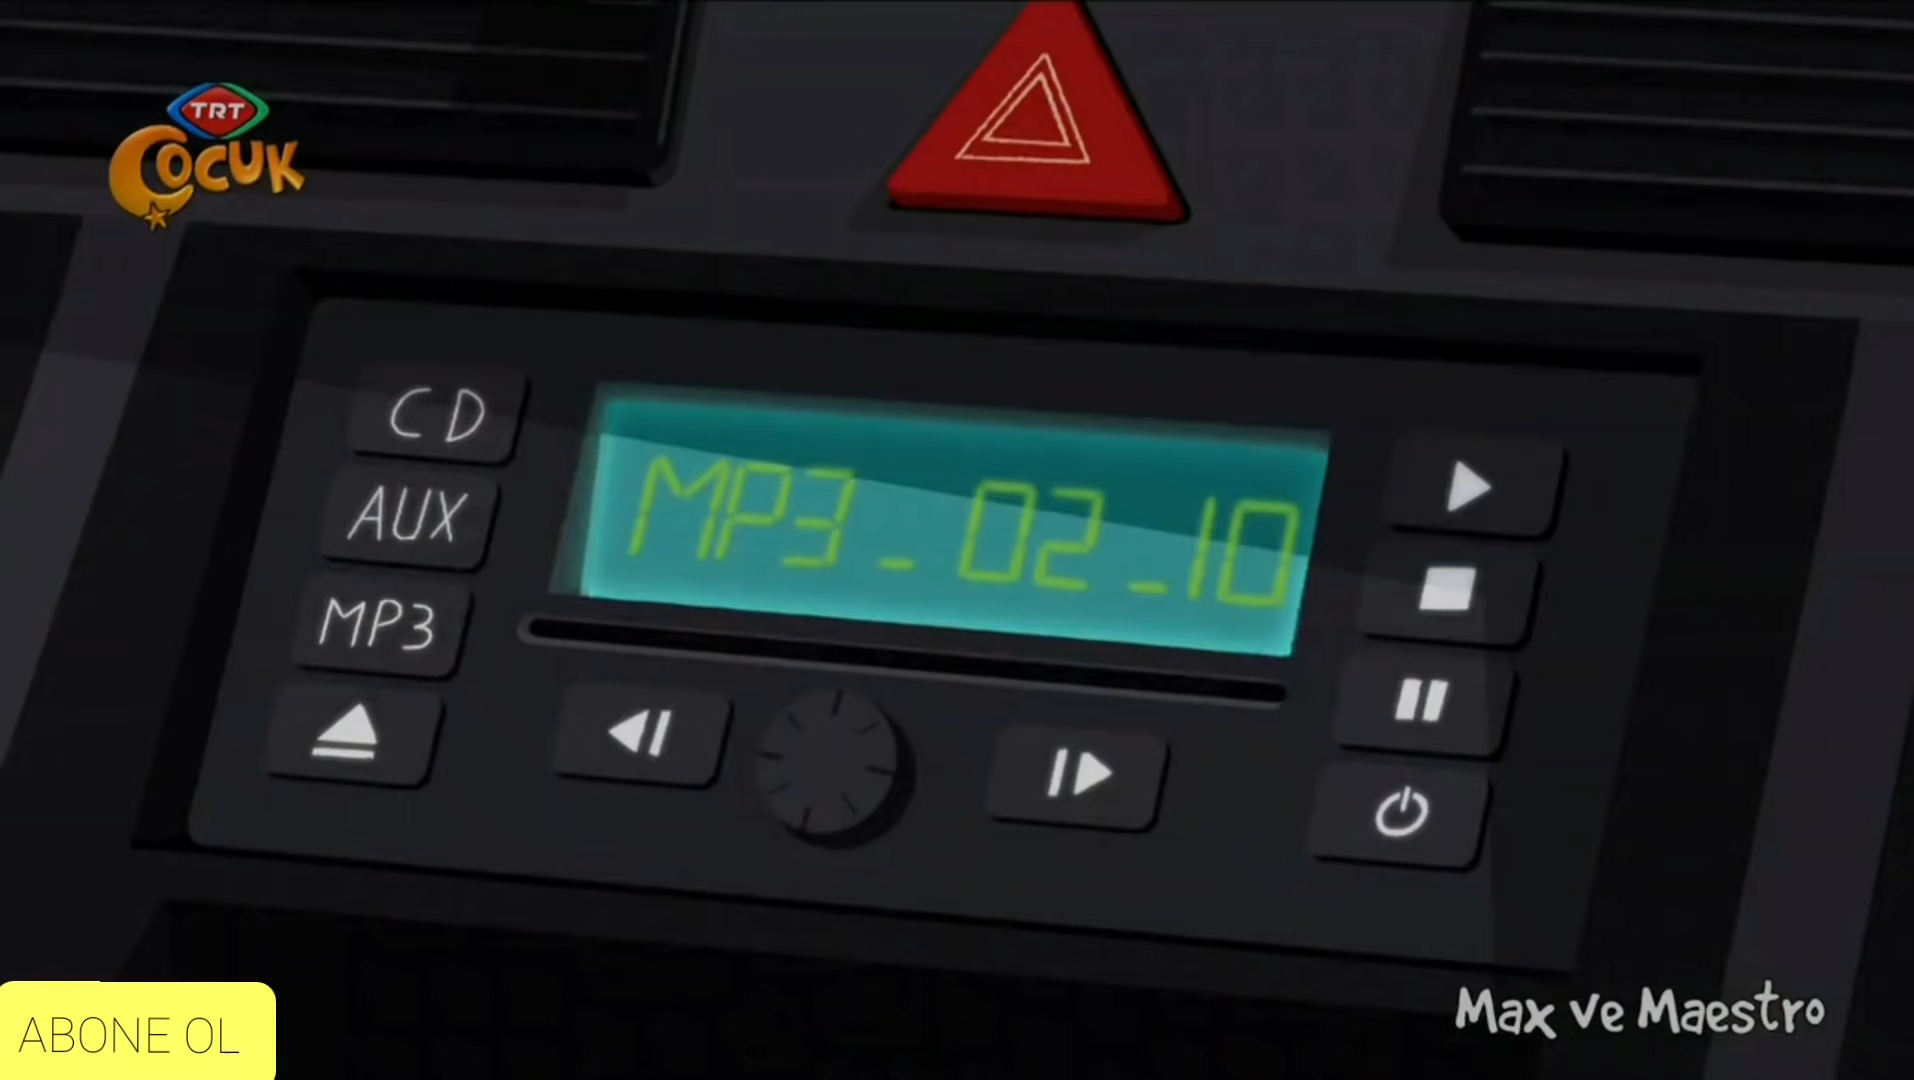 TRT
ÇOCUK
CD
AUX
MP3
MP3_02_10
ABONE OL
Max ve Maestro